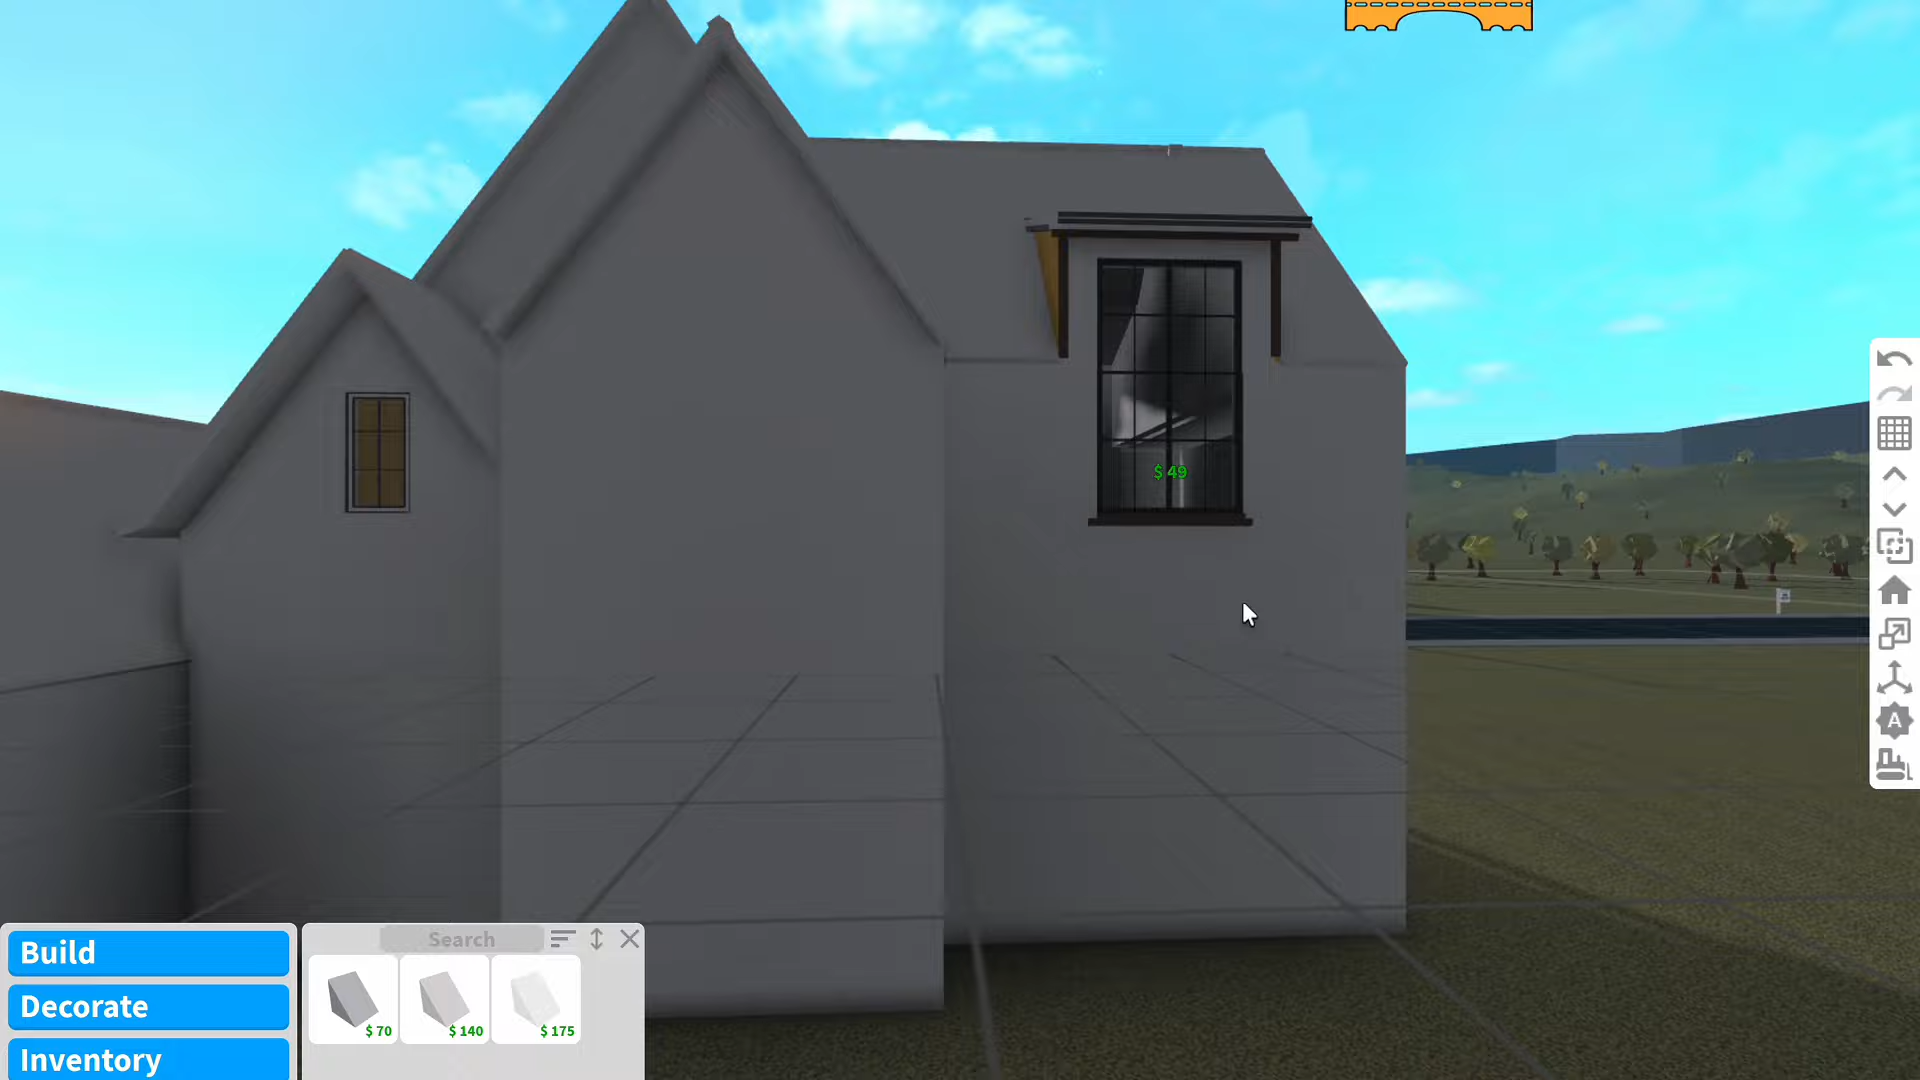 $ 49
Build
Decorate
Inventory
Search
$ 70
$ 140
$ 175
A